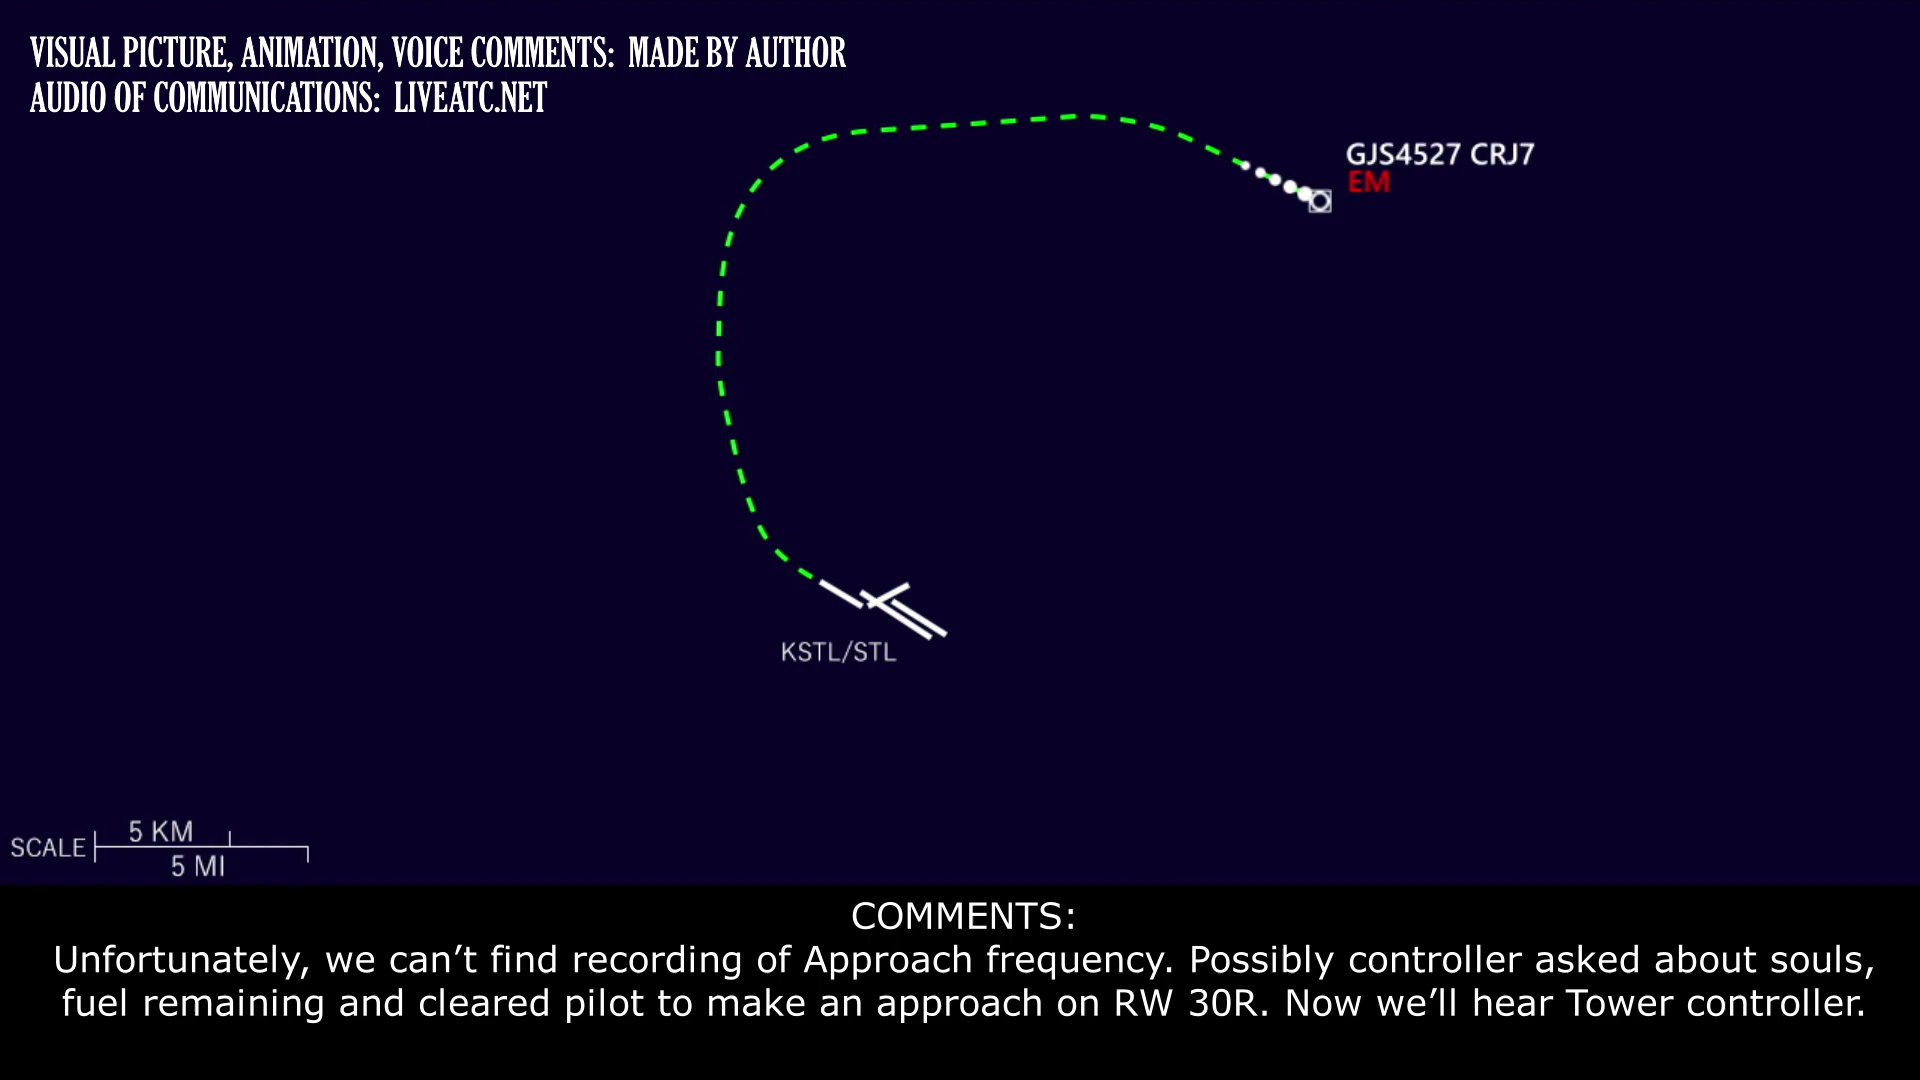 VISUAL PICTURE, ANIMATION, VOICE COMMENTS: MADE BY AUTHOR
AUDIO OF COMMUNICATIONS: LIVEATC.NET
GJS4527 CRJ7
EM
KSTL/STL
5 KM
SCALE
5 MI
COMMENTS:
Unfortunately, we can’t find recording of Approach frequency. Possibly controller asked about souls,
fuel remaining and cleared pilot to make an approach on RW 30R. Now we’ll hear Tower controller.